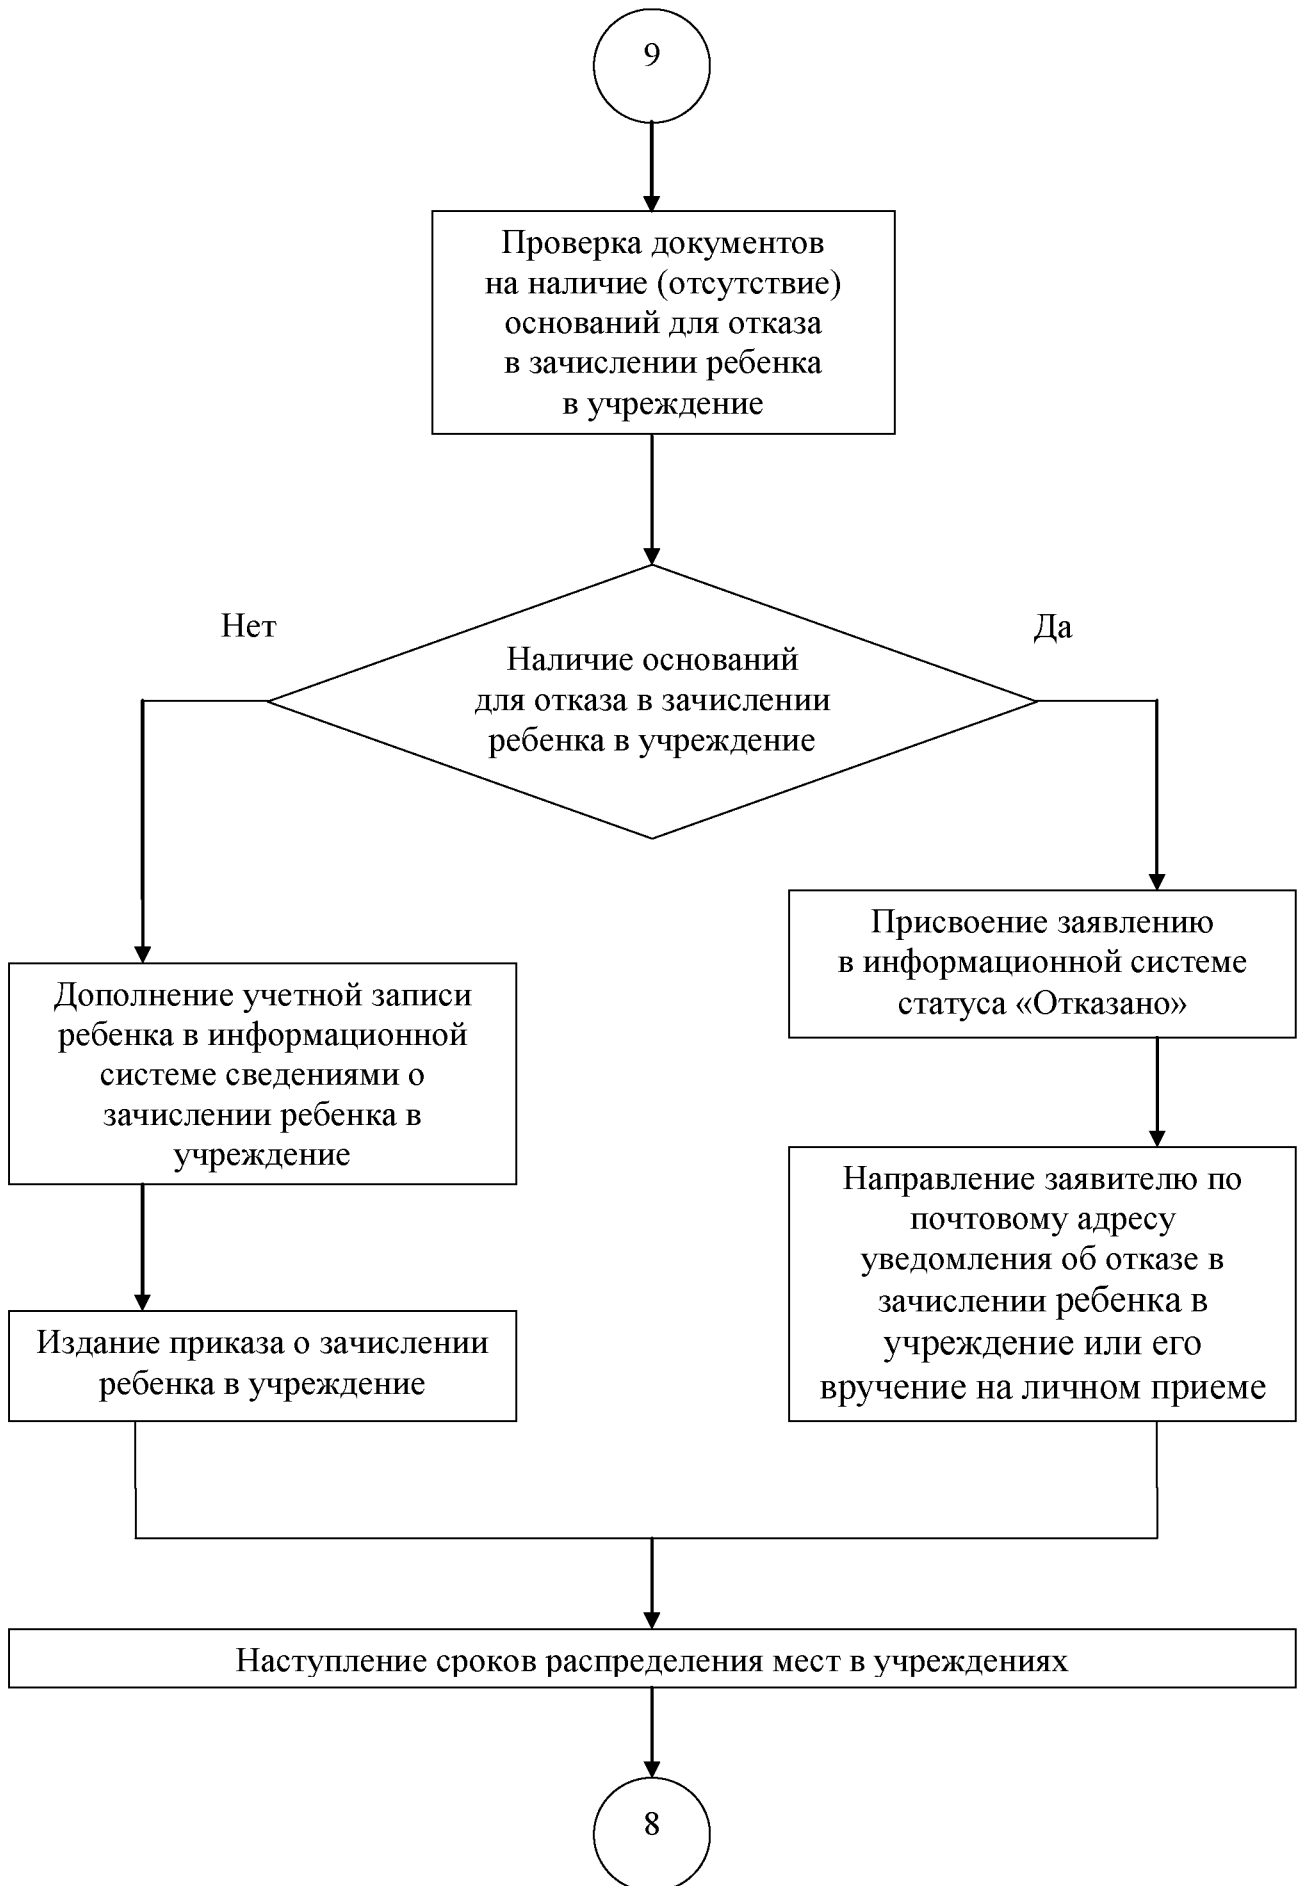 9
Проверка документов
на наличие (отсутствие)
оснований для отказа
в зачислении ребенка
в учреждение
Нет
Да
Наличие оснований
для отказа в зачислении
ребенка в учреждение
Присвоение заявлению
в информационной системе
статуса «Отказано»
Дополнение учетной записи
ребенка в информационной
системе сведениями о
зачислении ребенка в
учреждение
Направление заявителю по
почтовому адресу
уведомления об отказе в
зачислении ребенка в
учреждение или его
вручение на личном приеме
Издание приказа о зачислении
ребенка в учреждение
Наступление сроков распределения мест в учреждениях
8